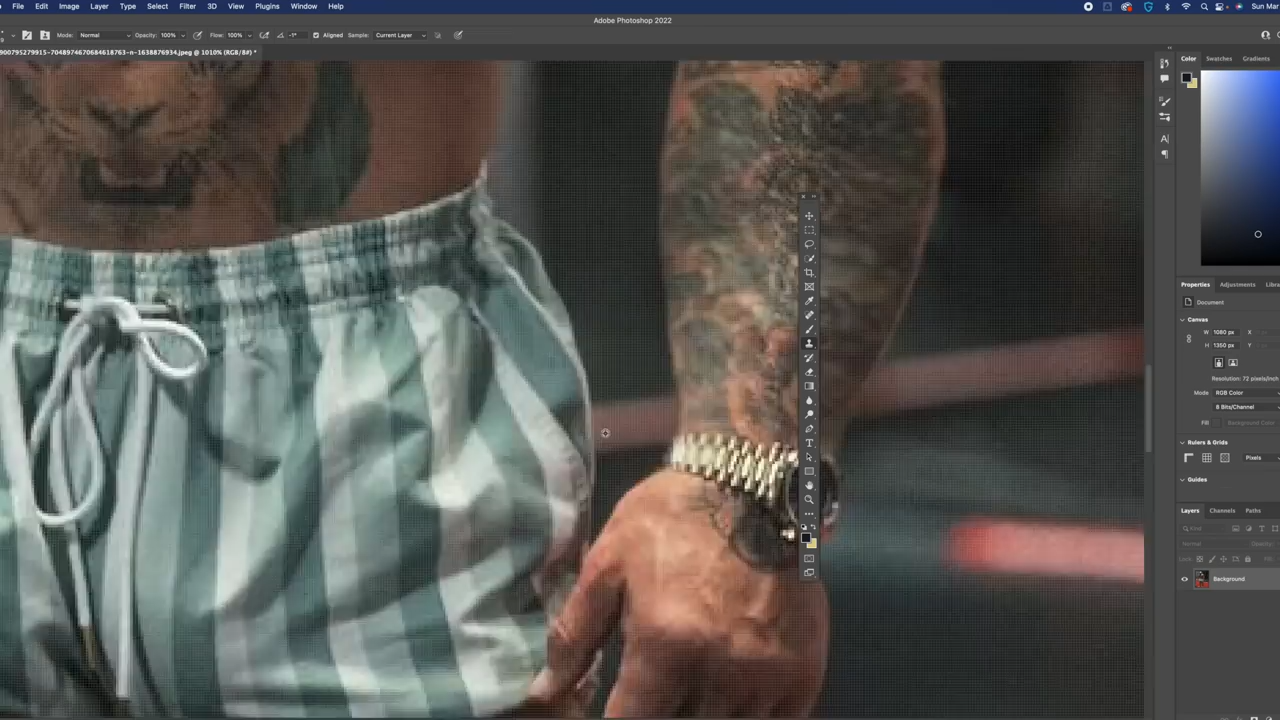 File Edit Image Layer Type Select Filter 3D View Plugins Window Help
Sun Mar
Adobe Photoshop 2022
Mode: Normal Opacity: 100% Flow: 100% -1° Aligned Sample: Current Layer
900795279915-7048974670684618763-n-1638876934.jpeg @ 1010% (RGB/8#) *
Color Swatches Gradients
Properties Adjustments Libra
Document
Canvas
W 1080 px X
H 1350 px Y
Resolution: 72 pixels/inch
Mode RGB Color
8 Bits/Channel
Fill Background Color
Rulers & Grids
Pixels
Guides
Layers Channels Paths
Kind
Normal Opacity:
Lock: Fill:
Background